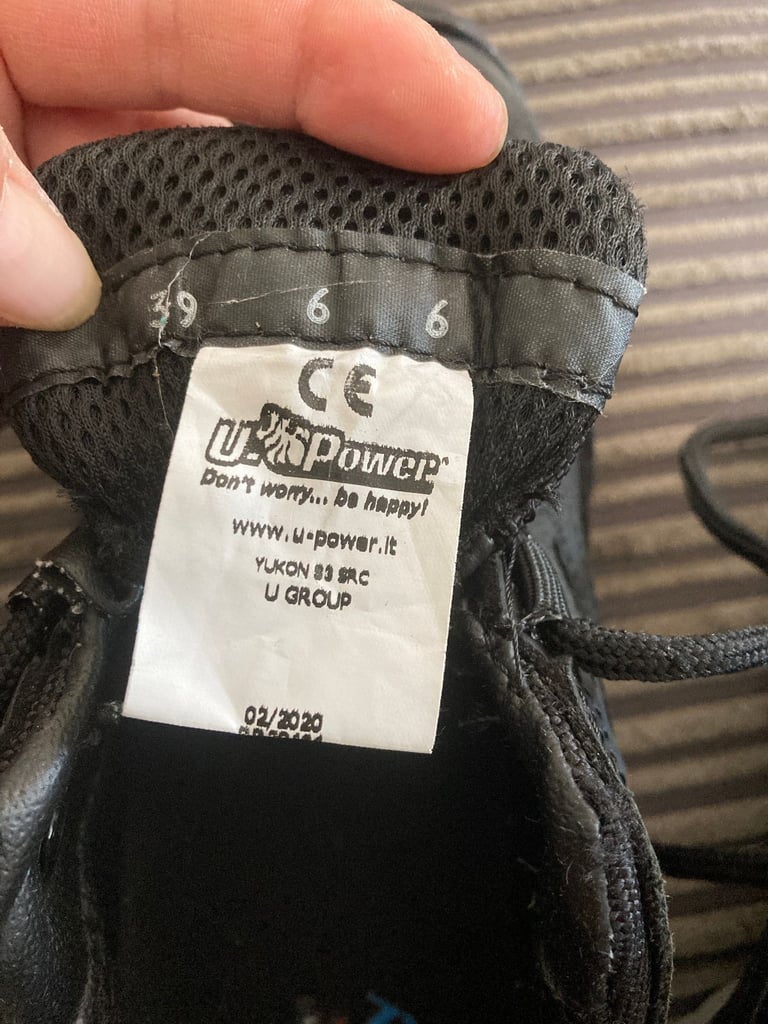 39 6 6
CE
U-Power
Don't worry... be happy!
www.u-power.it
YUKON S3 SRC
U GROUP
02/2020